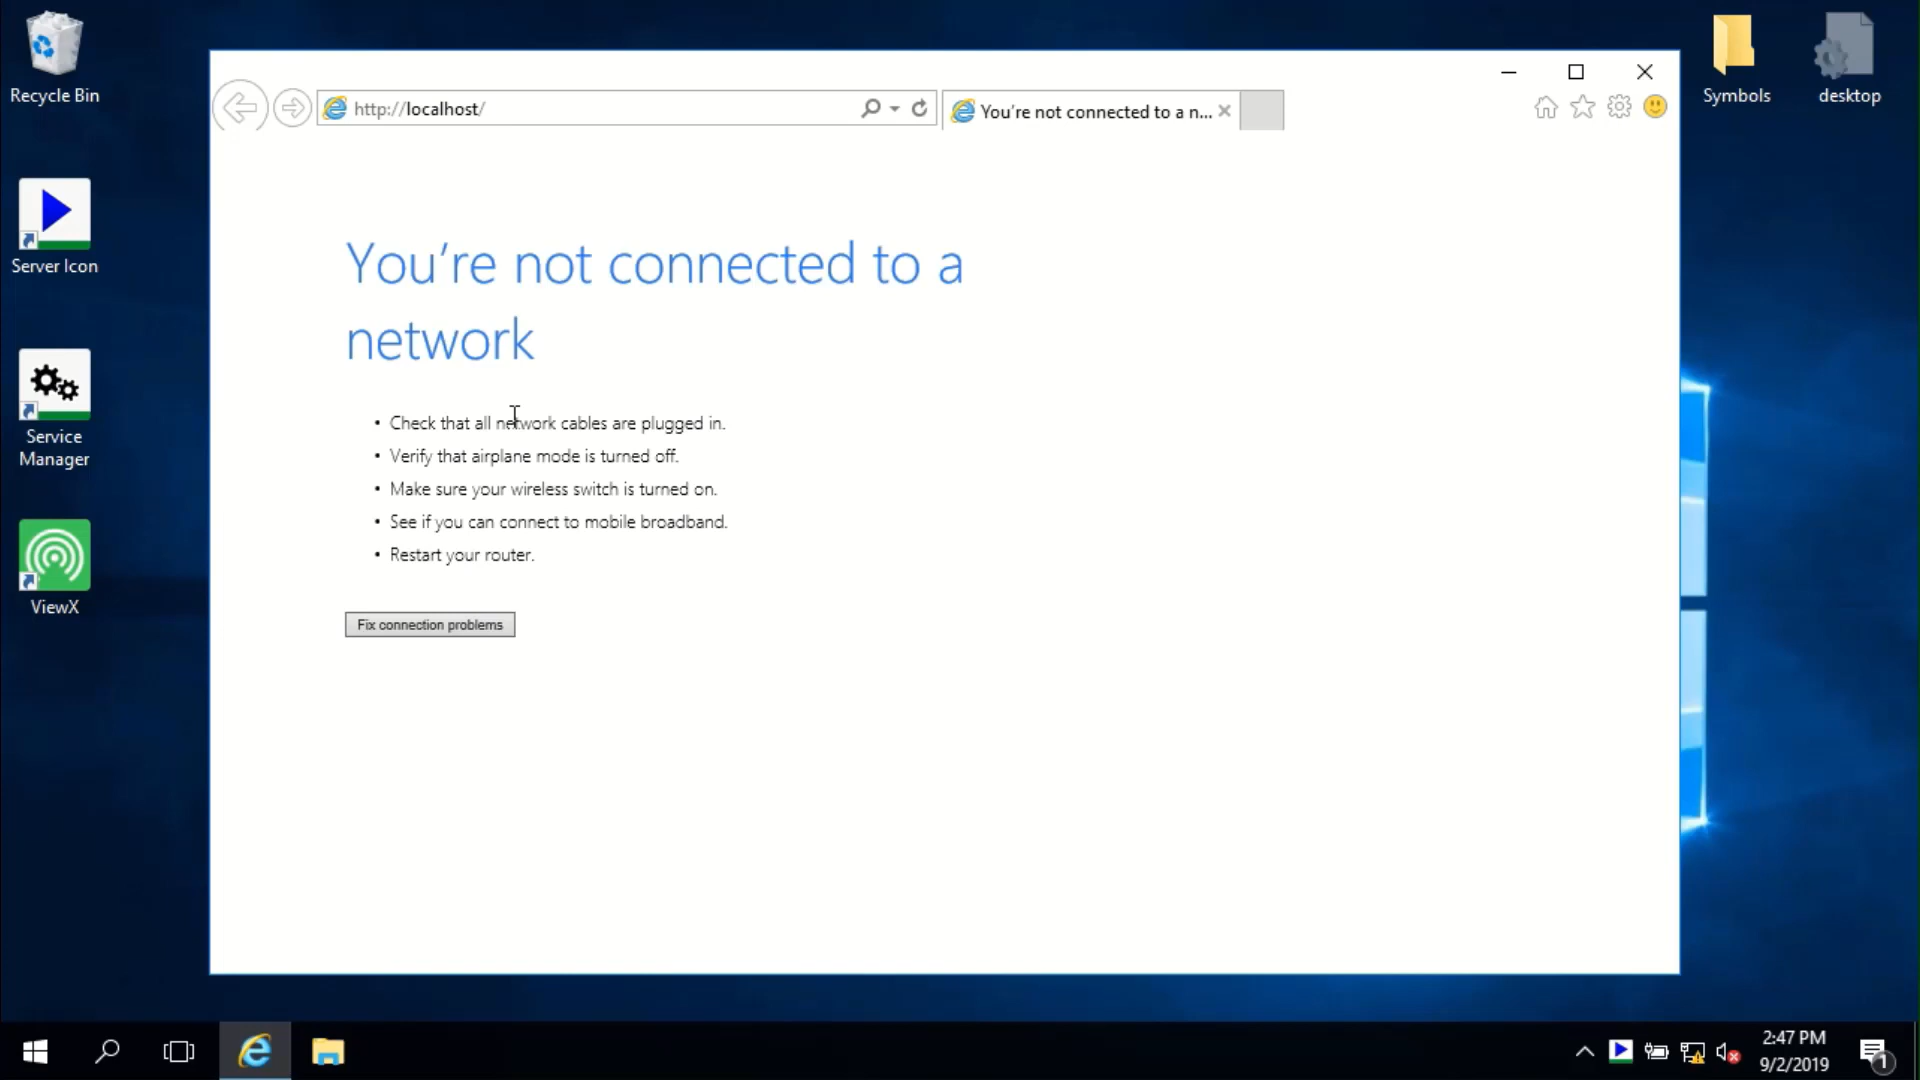 Recycle Bin
Server Icon
Service
Manager
ViewX
http://localhost/
You're not connected to a n...
You're not connected to a
network
• Check that all network cables are plugged in.
• Verify that airplane mode is turned off.
• Make sure your wireless switch is turned on.
• See if you can connect to mobile broadband.
• Restart your router.
Fix connection problems
Symbols
desktop
2:47 PM
9/2/2019
1